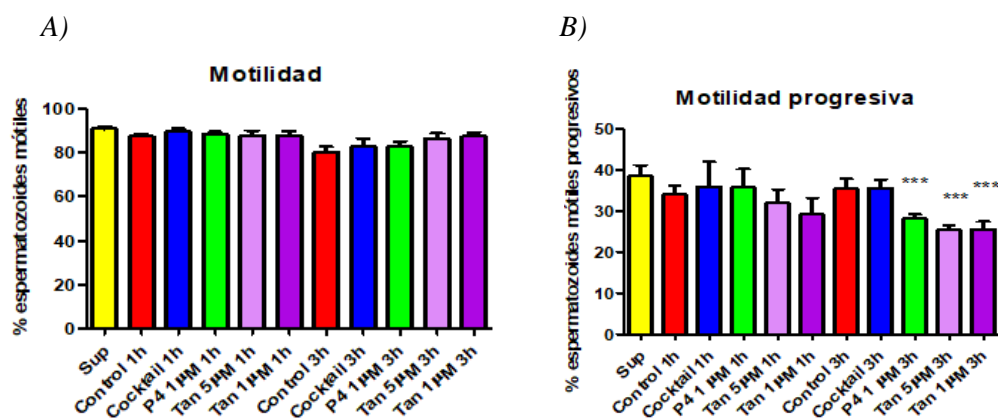 A)
B)
Motilidad
Motilidad progresiva
% espermatozoides mótiles
100
80
60
40
20
0
Sup
Control 1h
Cocktail 1h
P4 1 µM 1h
Tan 5 µM 1h
Tan 1 µM 1h
Control 3h
Cocktail 3h
P4 1 µM 3h
Tan 5 µM 3h
Tan 1 µM 3h
% espermatozoides mótiles progresivos
50
40
30
20
10
0
***
***
***
Sup
Control 1h
Cocktail 1h
P4 1 µM 1h
Tan 5 µM 1h
Tan 1 µM 1h
Control 3h
Cocktail 3h
P4 1 µM 3h
Tan 5 µM 3h
Tan 1 µM 3h